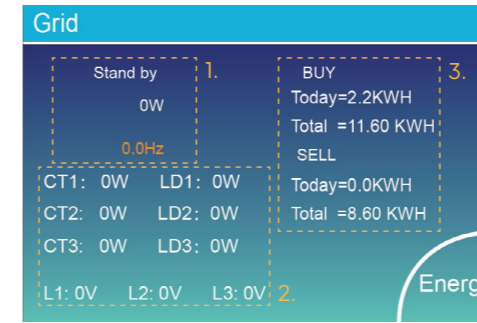 Grid
Stand by
1.
0W
0.0Hz
CT1: 0W LD1: 0W
CT2: 0W LD2: 0W
CT3: 0W LD3: 0W
L1: 0V L2: 0V L3: 0V
2.
BUY
3.
Today=2.2KWH
Total =11.60 KWH
SELL
Today=0.0KWH
Total =8.60 KWH
Energ